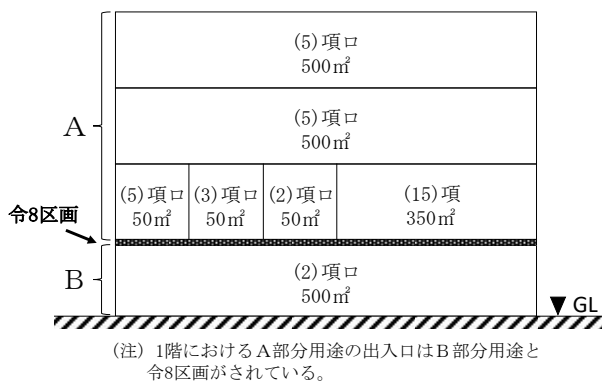 (5)項ロ
500㎡
(5)項ロ
500㎡
A
(5)項ロ
50㎡
(3)項ロ
50㎡
(2)項ロ
50㎡
(15)項
350㎡
令8区画
B
(2)項ロ
500㎡
GL
(注) 1階におけるA部分用途の出入口はB部分用途と
令8区画がされている。